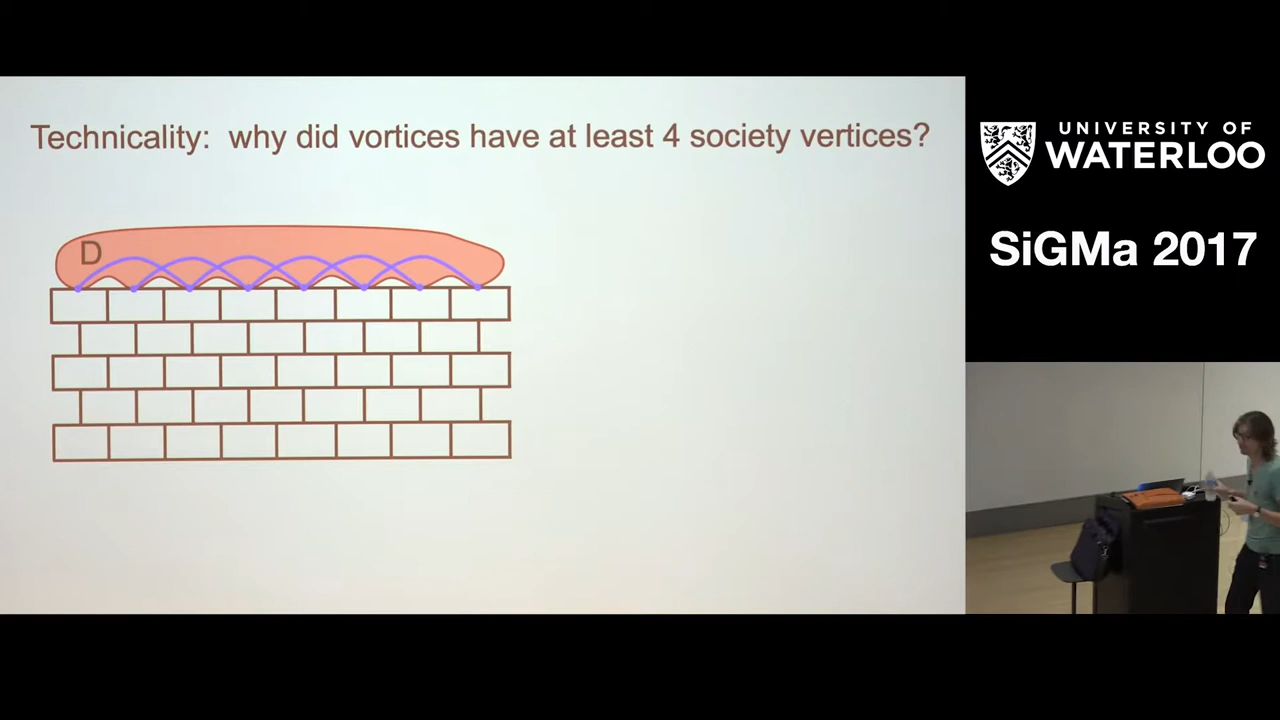 Technicality: why did vortices have at least 4 society vertices?
D
UNIVERSITY OF
WATERLOO
SiGMa 2017